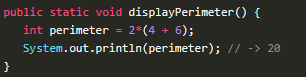 public static void displayPerimeter() {
int perimeter = 2*(4 + 6);
System.out.println(perimeter); // -> 20
}